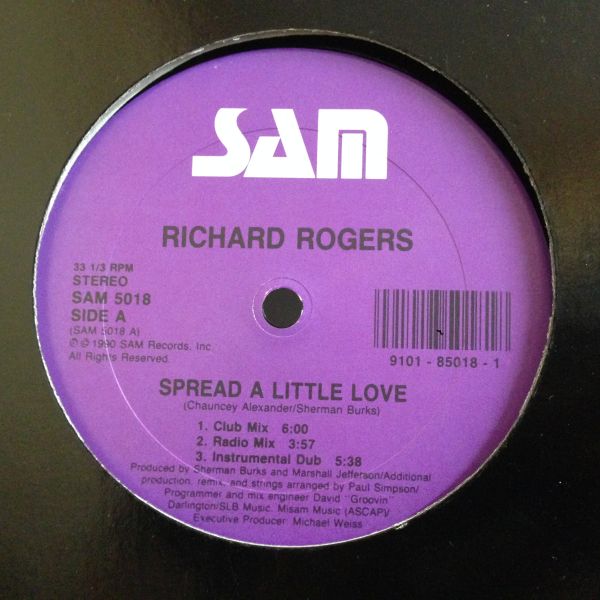 SAM
RICHARD ROGERS
33 1/3 RPM
STEREO
SAM 5018
SIDE A
(SAM 5018 A)
℗ © 1990 SAM Records, Inc.
All Rights Reserved.
9101 - 85018 - 1
SPREAD A LITTLE LOVE
(Chauncey Alexander/Sherman Burks)
1. Club Mix 6:00
2. Radio Mix 3:57
3. Instrumental Dub 5:38
Produced by Sherman Burks and Marshall Jefferson/Additional
production, remix, and strings arranged by Paul Simpson/
Programmer and mix engineer David "Groovin"
Darlington/SLB Music. Misam Music (ASCAP)/
Executive Producer: Michael Weiss